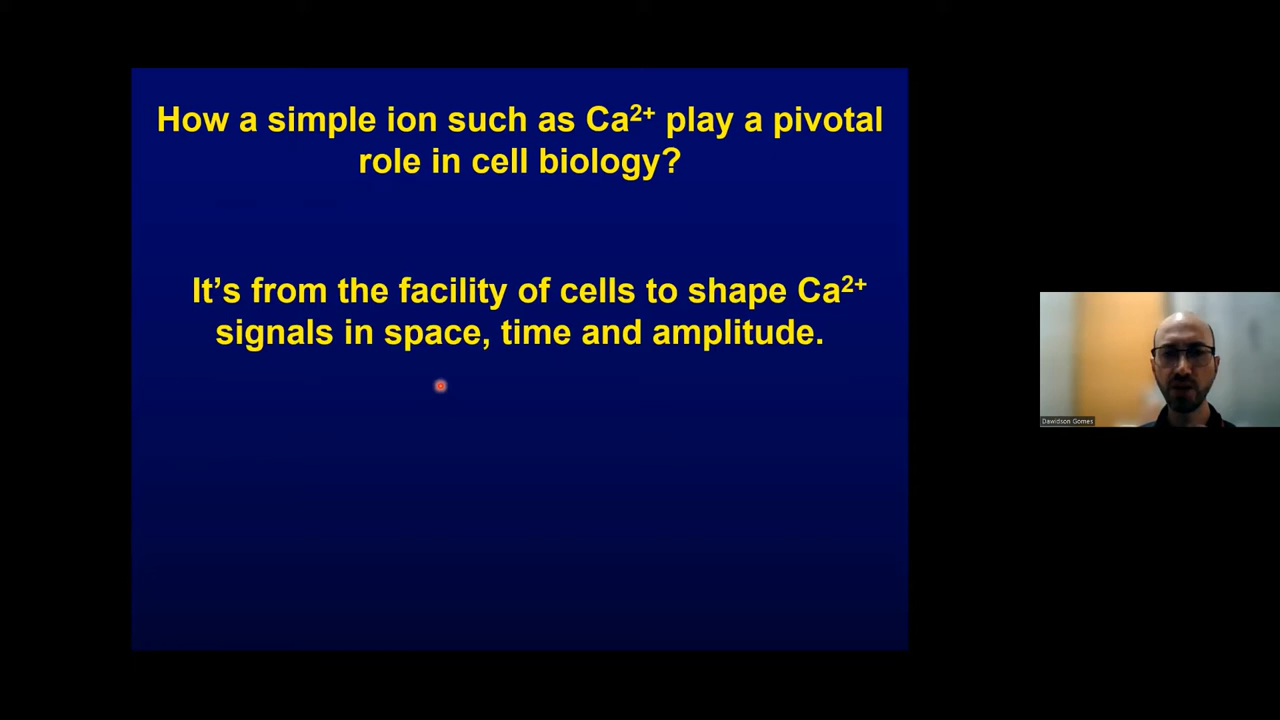 How a simple ion such as Ca²⁺ play a pivotal
role in cell biology?
It’s from the facility of cells to shape Ca²⁺
signals in space, time and amplitude.
Dawidson Gomes